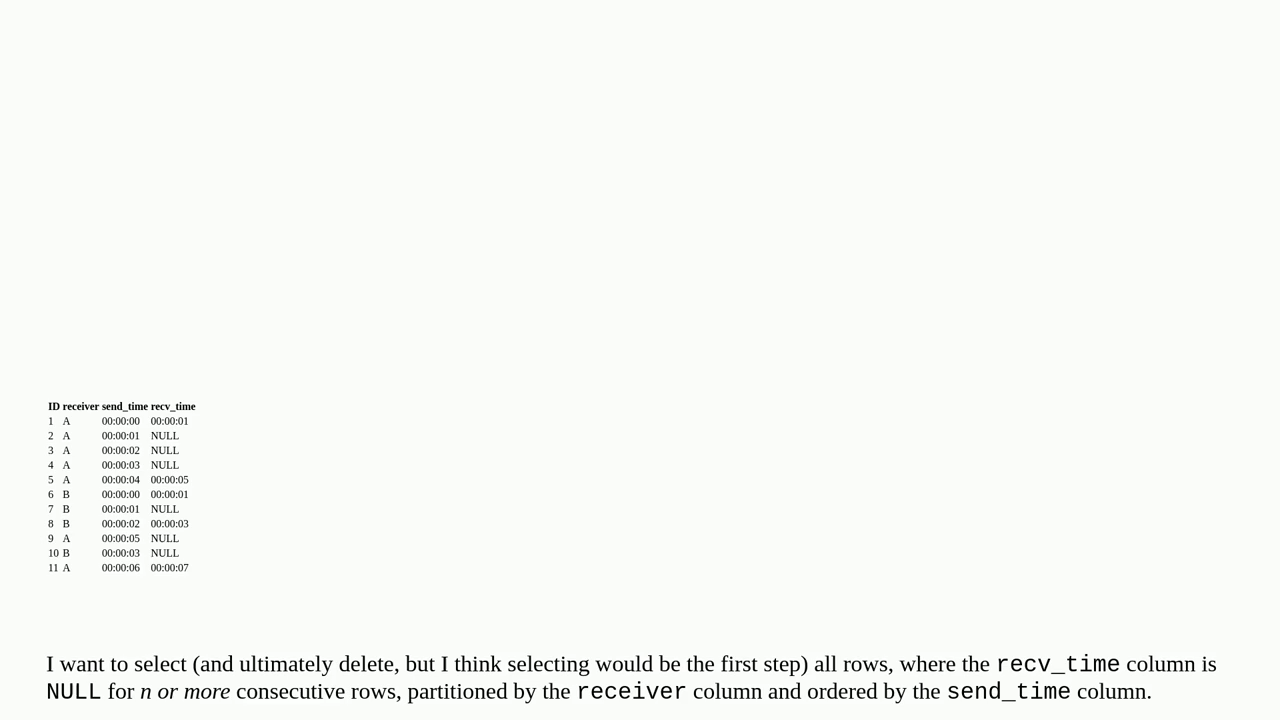 ID receiver send_time recv_time
1 A 00:00:00 00:00:01
2 A 00:00:01 NULL
3 A 00:00:02 NULL
4 A 00:00:03 NULL
5 A 00:00:04 00:00:05
6 B 00:00:00 00:00:01
7 B 00:00:01 NULL
8 B 00:00:02 00:00:03
9 A 00:00:05 NULL
10 B 00:00:03 NULL
11 A 00:00:06 00:00:07
I want to select (and ultimately delete, but I think selecting would be the first step) all rows, where the recv_time column is
NULL for n or more consecutive rows, partitioned by the receiver column and ordered by the send_time column.